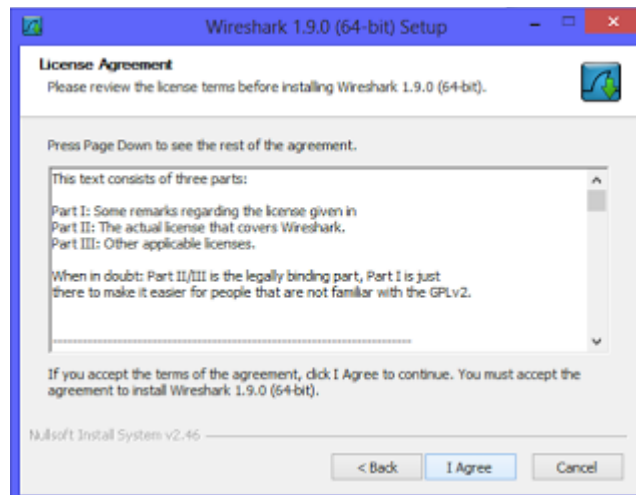 Wireshark 1.9.0 (64-bit) Setup
License Agreement
Please review the license terms before installing Wireshark 1.9.0 (64-bit).
Press Page Down to see the rest of the agreement.
This text consists of three parts:
Part I: Some remarks regarding the license given in
Part II: The actual license that covers Wireshark.
Part III: Other applicable licenses.
When in doubt: Part II/III is the legally binding part, Part I is just
there to make it easier for people that are not familiar with the GPLv2.
--------------------------------------------------------------------------------
If you accept the terms of the agreement, click I Agree to continue. You must accept the
agreement to install Wireshark 1.9.0 (64-bit).
Nullsoft Install System v2.46
< Back I Agree Cancel